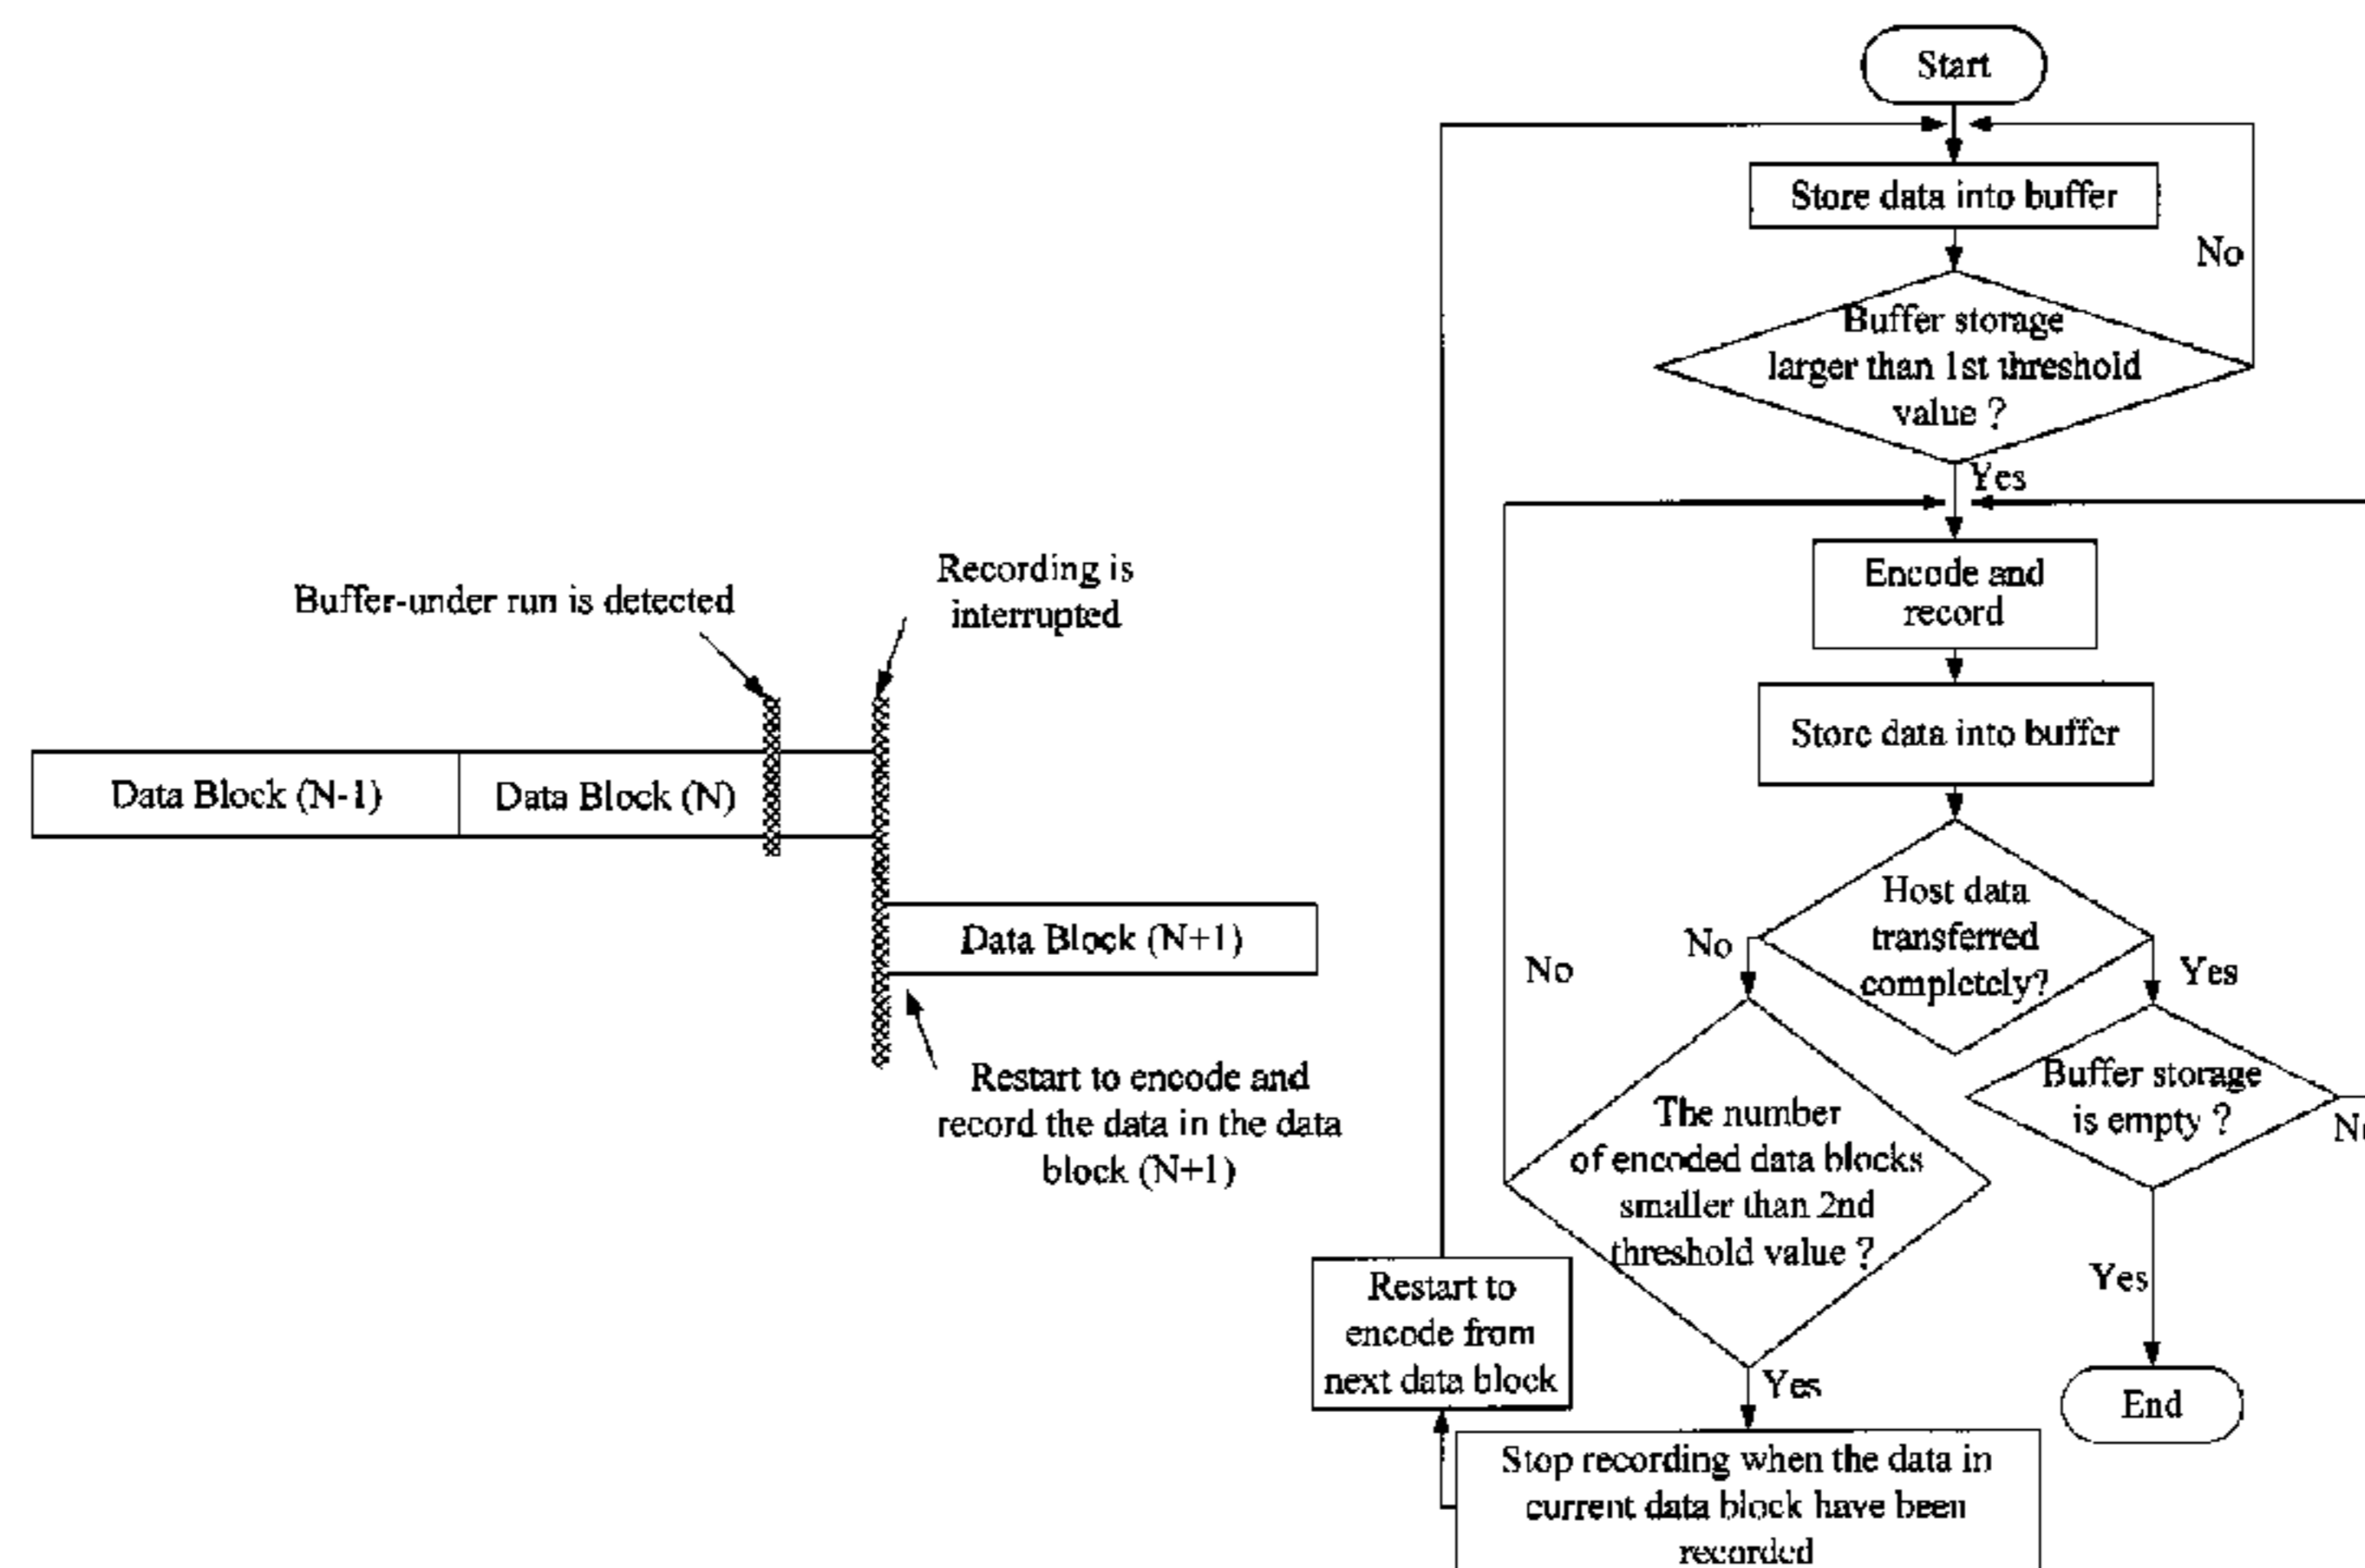 Buffer-under run is detected
Recording is
interrupted
Data Block (N-1)
Data Block (N)
Data Block (N+1)
Restart to encode and
record the data in the data
block (N+1)
Start
Store data into buffer
No
Buffer storage
larger than 1st threshold
value ?
Yes
Encode and
record
Store data into buffer
Host data
transferred
completely?
No
No
Yes
Buffer storage
is empty ?
The number
of encoded data blocks
smaller than 2nd
threshold value ?
Yes
Restart to
encode from
next data block
Yes
End
Stop recording when the data in
current data block have been
recorded